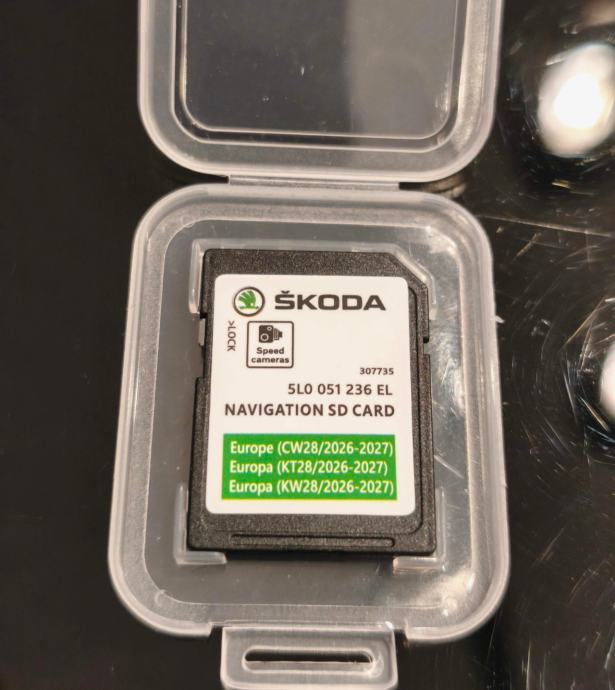 ŠKODA
>LOCK
Speed
cameras
307735
5L0 051 236 EL
NAVIGATION SD CARD
Europe (CW28/2026-2027)
Europa (KT28/2026-2027)
Europa (KW28/2026-2027)